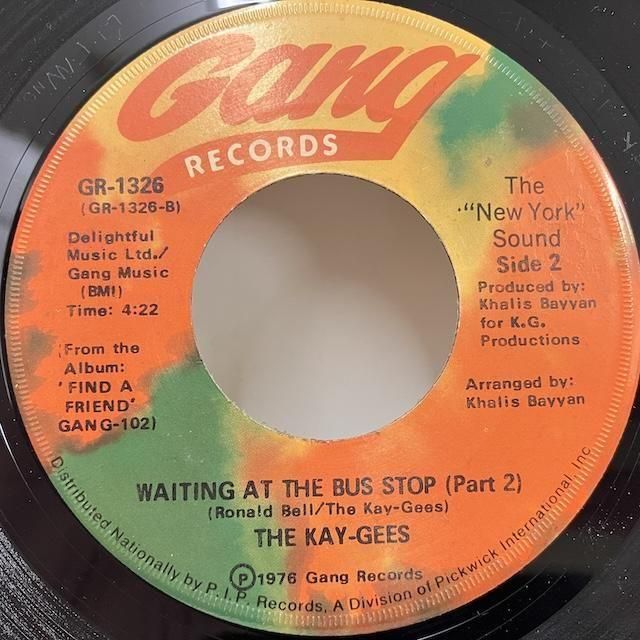 Gang
RECORDS
GR-1326
(GR-1326-B)
Delightful
Music Ltd./
Gang Music
(BMI)
Time: 4:22
(From the
Album:
'FIND A
FRIEND'
GANG-102)
The
"New York"
Sound
Side 2
Produced by:
Khalis Bayyan
for K.G.
Productions
Arranged by:
Khalis Bayyan
WAITING AT THE BUS STOP (Part 2)
(Ronald Bell/The Kay-Gees)
THE KAY-GEES
Ⓟ1976 Gang Records
Distributed Nationally by P.I.P. Records, A Division of Pickwick International, Inc